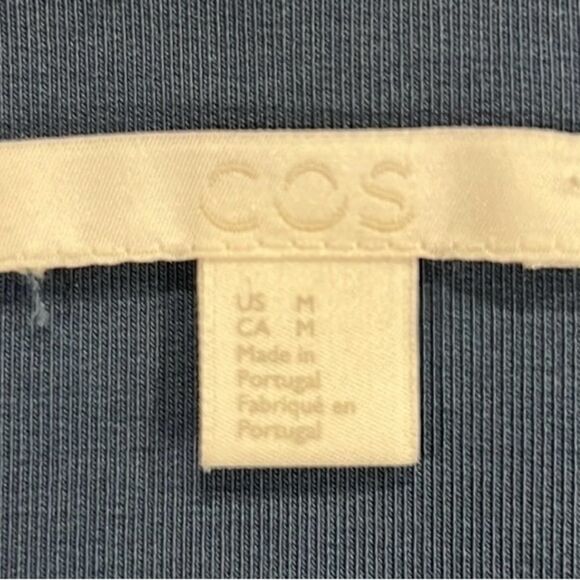 COS
US M
CA M
Made in
Portugal
Fabriqué en
Portugal